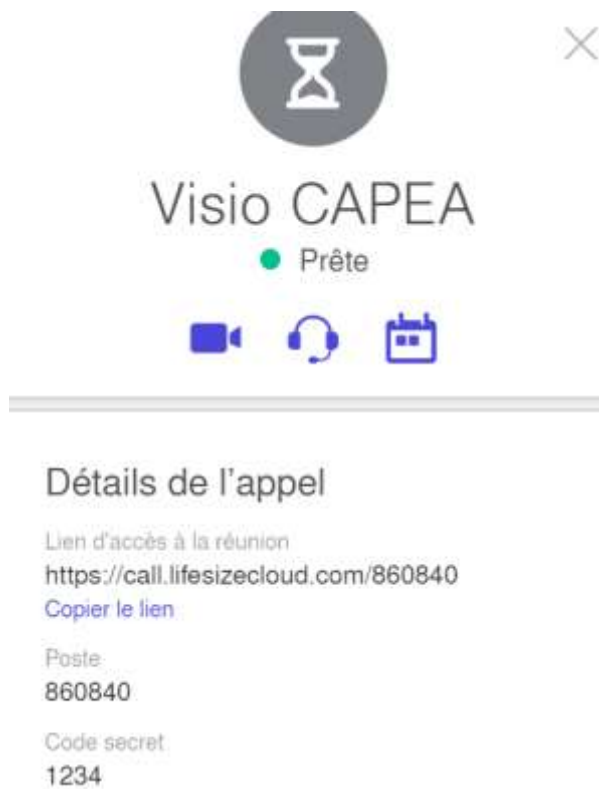 Visio CAPEA
Prête
Détails de l'appel
Lien d'accès à la réunion
https://call.lifesizecloud.com/860840
Copier le lien
Poste
860840
Code secret
1234